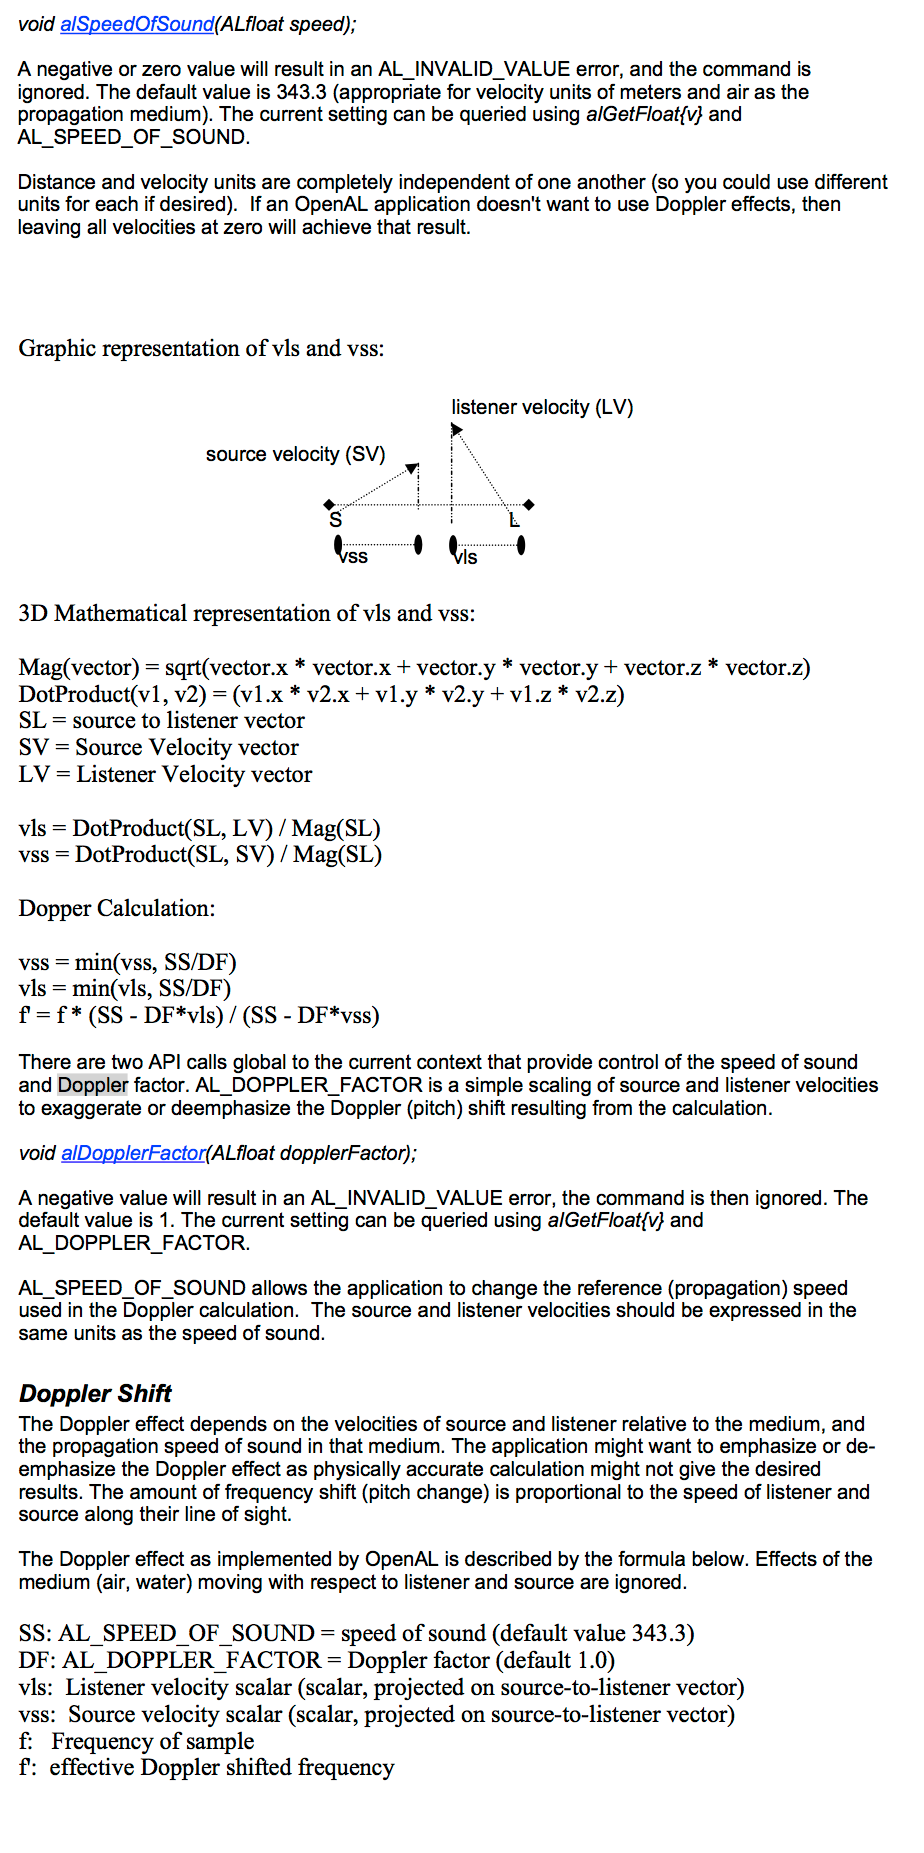 void alSpeedOfSound(ALfloat speed);
A negative or zero value will result in an AL_INVALID_VALUE error, and the command is
ignored. The default value is 343.3 (appropriate for velocity units of meters and air as the
propagation medium). The current setting can be queried using alGetFloat{v} and
AL_SPEED_OF_SOUND.
Distance and velocity units are completely independent of one another (so you could use different
units for each if desired).  If an OpenAL application doesn't want to use Doppler effects, then
leaving all velocities at zero will achieve that result.
Graphic representation of vls and vss:
listener velocity (LV)
source velocity (SV)
S
L
vss
vls
3D Mathematical representation of vls and vss:
Mag(vector) = sqrt(vector.x * vector.x + vector.y * vector.y + vector.z * vector.z)
DotProduct(v1, v2) = (v1.x * v2.x + v1.y * v2.y + v1.z * v2.z)
SL = source to listener vector
SV = Source Velocity vector
LV = Listener Velocity vector
vls = DotProduct(SL, LV) / Mag(SL)
vss = DotProduct(SL, SV) / Mag(SL)
Dopper Calculation:
vss = min(vss, SS/DF)
vls = min(vls, SS/DF)
f' = f * (SS - DF*vls) / (SS - DF*vss)
There are two API calls global to the current context that provide control of the speed of sound
and Doppler factor. AL_DOPPLER_FACTOR is a simple scaling of source and listener velocities
to exaggerate or deemphasize the Doppler (pitch) shift resulting from the calculation.
void alDopplerFactor(ALfloat dopplerFactor);
A negative value will result in an AL_INVALID_VALUE error, the command is then ignored. The
default value is 1. The current setting can be queried using alGetFloat{v} and
AL_DOPPLER_FACTOR.
AL_SPEED_OF_SOUND allows the application to change the reference (propagation) speed
used in the Doppler calculation.  The source and listener velocities should be expressed in the
same units as the speed of sound.
Doppler Shift
The Doppler effect depends on the velocities of source and listener relative to the medium, and
the propagation speed of sound in that medium. The application might want to emphasize or de-
emphasize the Doppler effect as physically accurate calculation might not give the desired
results. The amount of frequency shift (pitch change) is proportional to the speed of listener and
source along their line of sight.
The Doppler effect as implemented by OpenAL is described by the formula below. Effects of the
medium (air, water) moving with respect to listener and source are ignored.
SS: AL_SPEED_OF_SOUND = speed of sound (default value 343.3)
DF: AL_DOPPLER_FACTOR = Doppler factor (default 1.0)
vls:  Listener velocity scalar (scalar, projected on source-to-listener vector)
vss:  Source velocity scalar (scalar, projected on source-to-listener vector)
f:   Frequency of sample
f':  effective Doppler shifted frequency